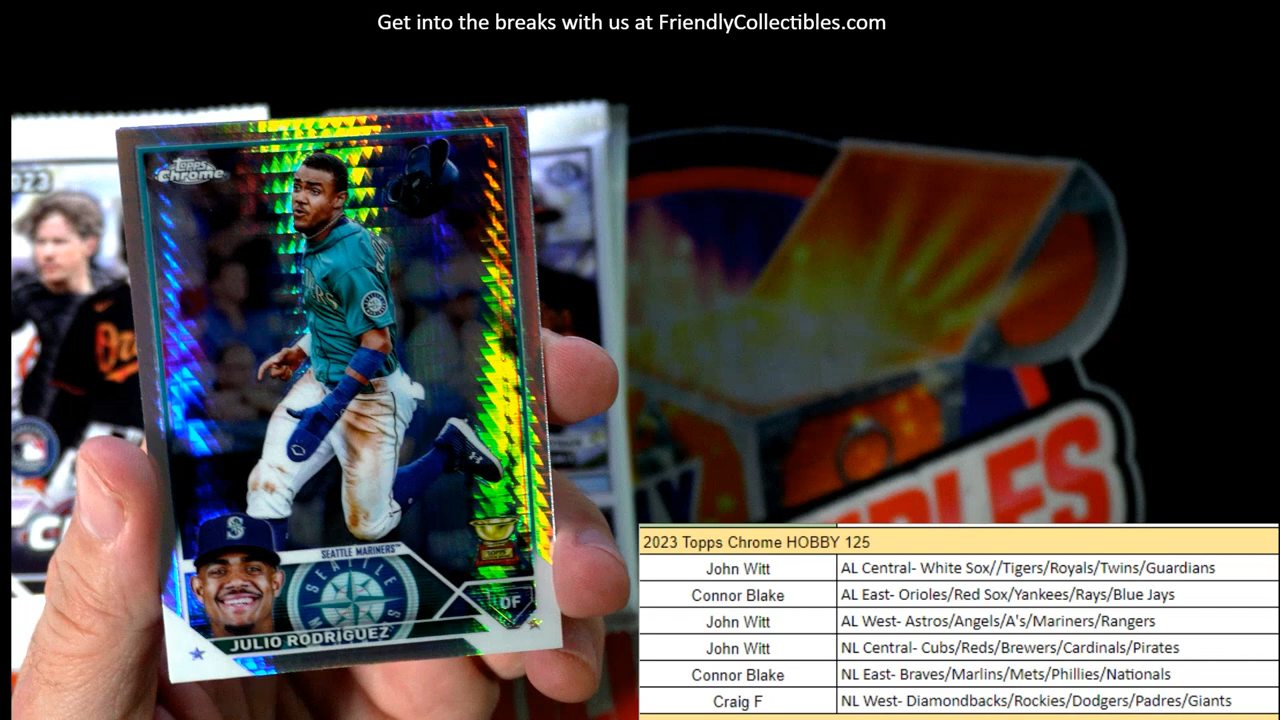 Get into the breaks with us at FriendlyCollectibles.com
Topps
Chrome
SEATTLE MARINERS™
OF
JULIO RODRÍGUEZ
2023 Topps Chrome HOBBY 125
John Witt AL Central- White Sox//Tigers/Royals/Twins/Guardians
Connor Blake AL East- Orioles/Red Sox/Yankees/Rays/Blue Jays
John Witt AL West- Astros/Angels/A's/Mariners/Rangers
John Witt NL Central- Cubs/Reds/Brewers/Cardinals/Pirates
Connor Blake NL East- Braves/Marlins/Mets/Phillies/Nationals
Craig F NL West- Diamondbacks/Rockies/Dodgers/Padres/Giants